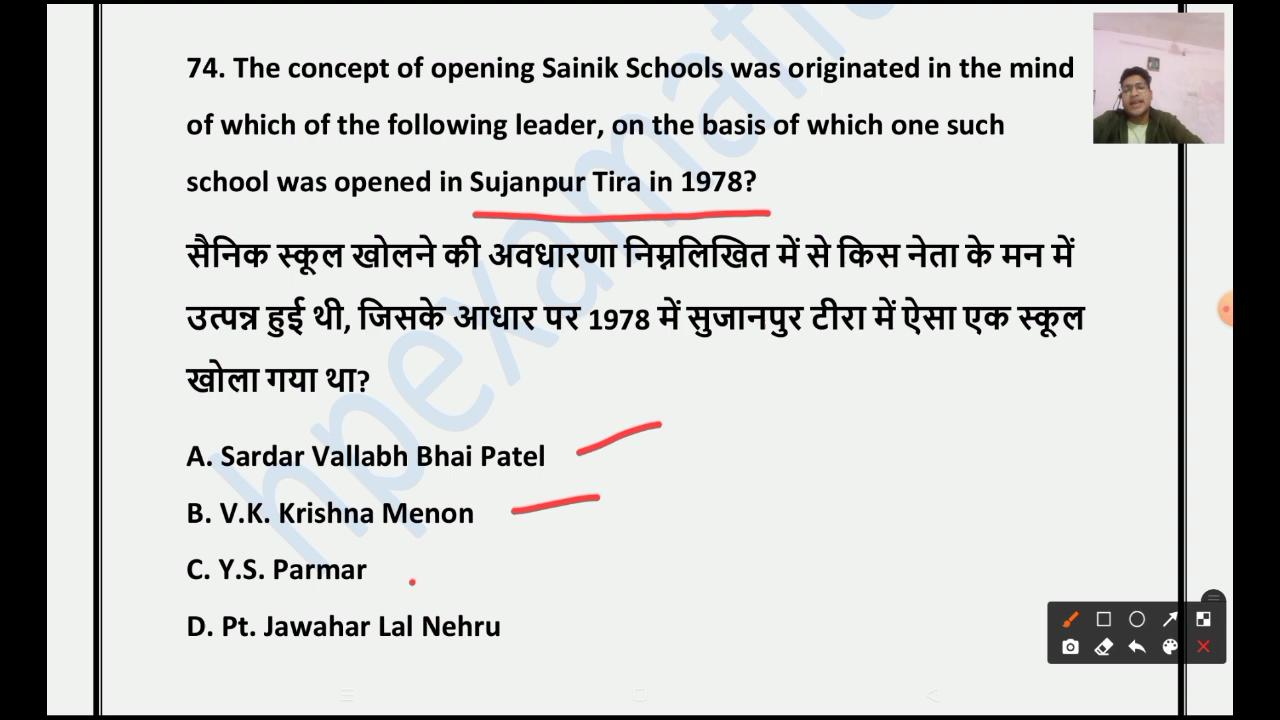 74. The concept of opening Sainik Schools was originated in the mind
of which of the following leader, on the basis of which one such
school was opened in Sujanpur Tira in 1978?
सैनिक स्कूल खोलने की अवधारणा निम्नलिखित में से किस नेता के मन में
उत्पन्न हुई थी, जिसके आधार पर 1978 में सुजानपुर टीरा में ऐसा एक स्कूल
खोला गया था?
A. Sardar Vallabh Bhai Patel
B. V.K. Krishna Menon
C. Y.S. Parmar
D. Pt. Jawahar Lal Nehru